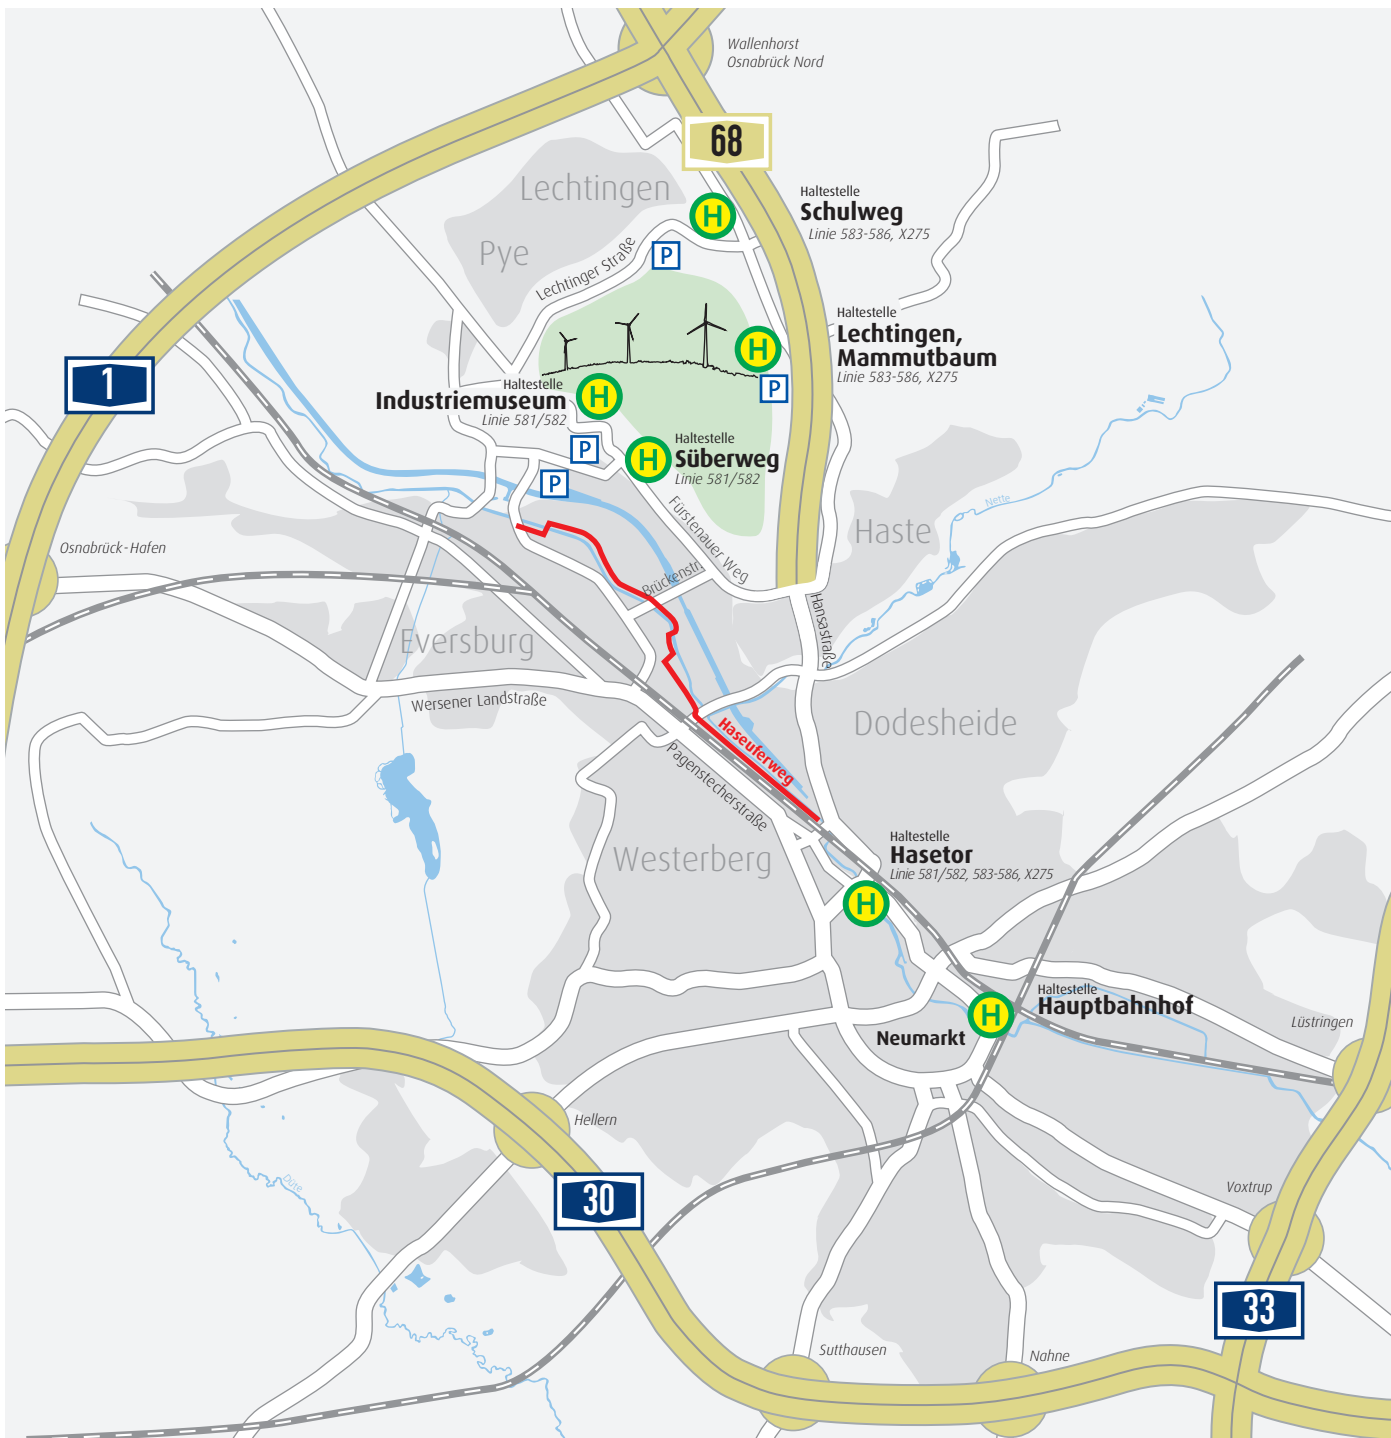 Wallenhorst
Osnabrück Nord
68
Lechtingen
Haltestelle
Schulweg
Linie 583-586, X275
H
Pye
P
Lechtinger Straße
Haltestelle
Lechtingen,
Mammutbaum
Linie 583-586, X275
H
P
1
Haltestelle
Industriemuseum
Linie 581/582
H
P
Haltestelle
Süberweg
Linie 581/582
H
P
Fürstenauer Weg
Nette
Haste
Osnabrück-Hafen
Brückenstr.
Hansastraße
Eversburg
Wersener Landstraße
Haseuferweg
Dodesheide
Pagenstecherstraße
Westerberg
Haltestelle
Hasetor
Linie 581/582, 583-586, X275
H
Haltestelle
Hauptbahnhof
H
Neumarkt
Lüstringen
Hellern
Düte
30
Voxtrup
33
Sutthausen
Nahne